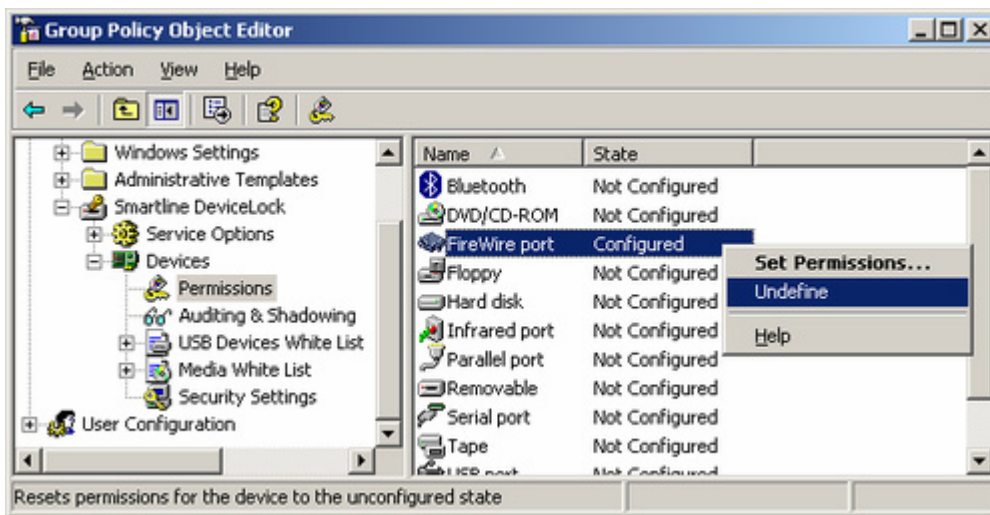 Group Policy Object Editor
File Action View Help
Windows Settings
Administrative Templates
Smartline DeviceLock
Service Options
Devices
Permissions
Auditing & Shadowing
USB Devices White List
Media White List
Security Settings
User Configuration
Name State
Bluetooth Not Configured
DVD/CD-ROM Not Configured
FireWire port Configured
Floppy Not Configured
Hard disk Not Configured
Infrared port Not Configured
Parallel port Not Configured
Removable Not Configured
Serial port Not Configured
Tape Not Configured
USB port Not Configured
Set Permissions...
Undefine
Help
Resets permissions for the device to the unconfigured state